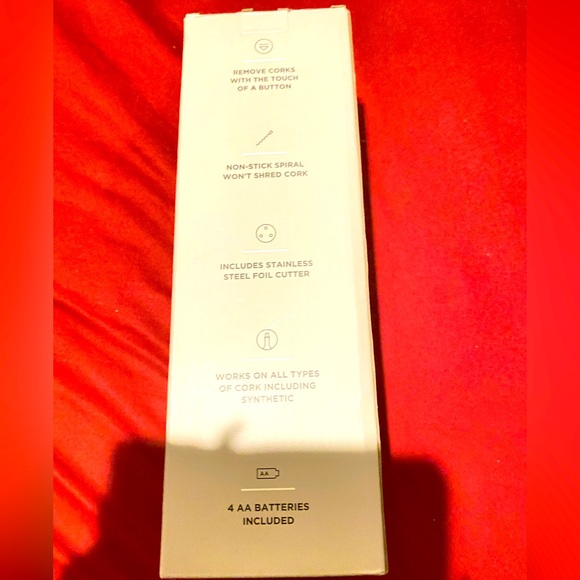 REMOVE CORKS
WITH THE TOUCH
OF A BUTTON
NON-STICK SPIRAL
WON'T SHRED CORK
INCLUDES STAINLESS
STEEL FOIL CUTTER
WORKS ON ALL TYPES
OF CORK INCLUDING
SYNTHETIC
AA
4 AA BATTERIES
INCLUDED